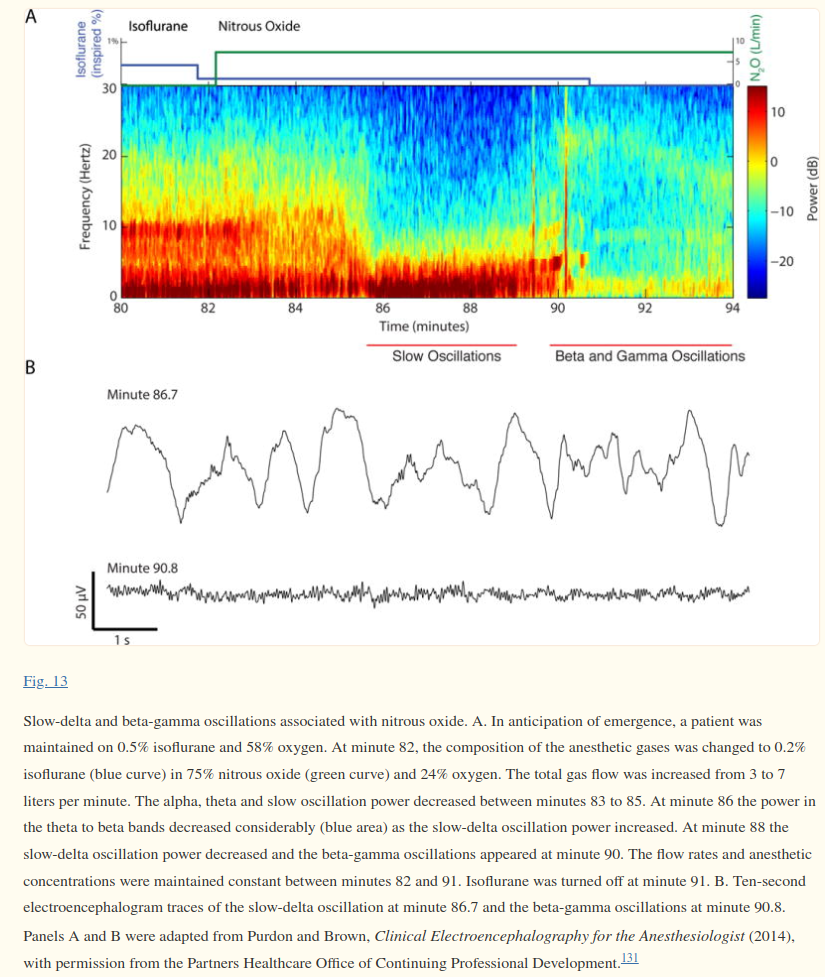 A
Isoflurane
Nitrous Oxide
Isoflurane
(inspired %)
1%
10
5
0
N2O (L/min)
30
20
10
0
Frequency (Hertz)
80
82
84
86
88
90
92
94
Time (minutes)
10
0
−10
−20
Power (dB)
Slow Oscillations
Beta and Gamma Oscillations
B
Minute 86.7
Minute 90.8
50 µV
1 s
Fig. 13
Slow-delta and beta-gamma oscillations associated with nitrous oxide. A. In anticipation of emergence, a patient was
maintained on 0.5% isoflurane and 58% oxygen. At minute 82, the composition of the anesthetic gases was changed to 0.2%
isoflurane (blue curve) in 75% nitrous oxide (green curve) and 24% oxygen. The total gas flow was increased from 3 to 7
liters per minute. The alpha, theta and slow oscillation power decreased between minutes 83 to 85. At minute 86 the power in
the theta to beta bands decreased considerably (blue area) as the slow-delta oscillation power increased. At minute 88 the
slow-delta oscillation power decreased and the beta-gamma oscillations appeared at minute 90. The flow rates and anesthetic
concentrations were maintained constant between minutes 82 and 91. Isoflurane was turned off at minute 91. B. Ten-second
electroencephalogram traces of the slow-delta oscillation at minute 86.7 and the beta-gamma oscillations at minute 90.8.
Panels A and B were adapted from Purdon and Brown, Clinical Electroencephalography for the Anesthesiologist (2014),
with permission from the Partners Healthcare Office of Continuing Professional Development.131